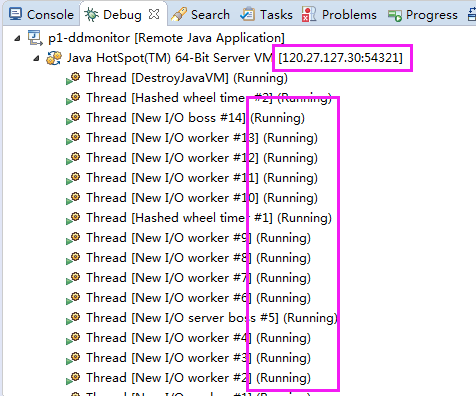 Console Debug Search Tasks Problems Progress
p1-ddmonitor [Remote Java Application]
Java HotSpot(TM) 64-Bit Server VM [120.27.127.30:54321]
Thread [DestroyJavaVM] (Running)
Thread [Hashed wheel timer #2] (Running)
Thread [New I/O boss #14] (Running)
Thread [New I/O worker #13] (Running)
Thread [New I/O worker #12] (Running)
Thread [New I/O worker #11] (Running)
Thread [New I/O worker #10] (Running)
Thread [Hashed wheel timer #1] (Running)
Thread [New I/O worker #9] (Running)
Thread [New I/O worker #8] (Running)
Thread [New I/O worker #7] (Running)
Thread [New I/O worker #6] (Running)
Thread [New I/O server boss #5] (Running)
Thread [New I/O worker #4] (Running)
Thread [New I/O worker #3] (Running)
Thread [New I/O worker #2] (Running)
Thread [New I/O worker #1] (Running)